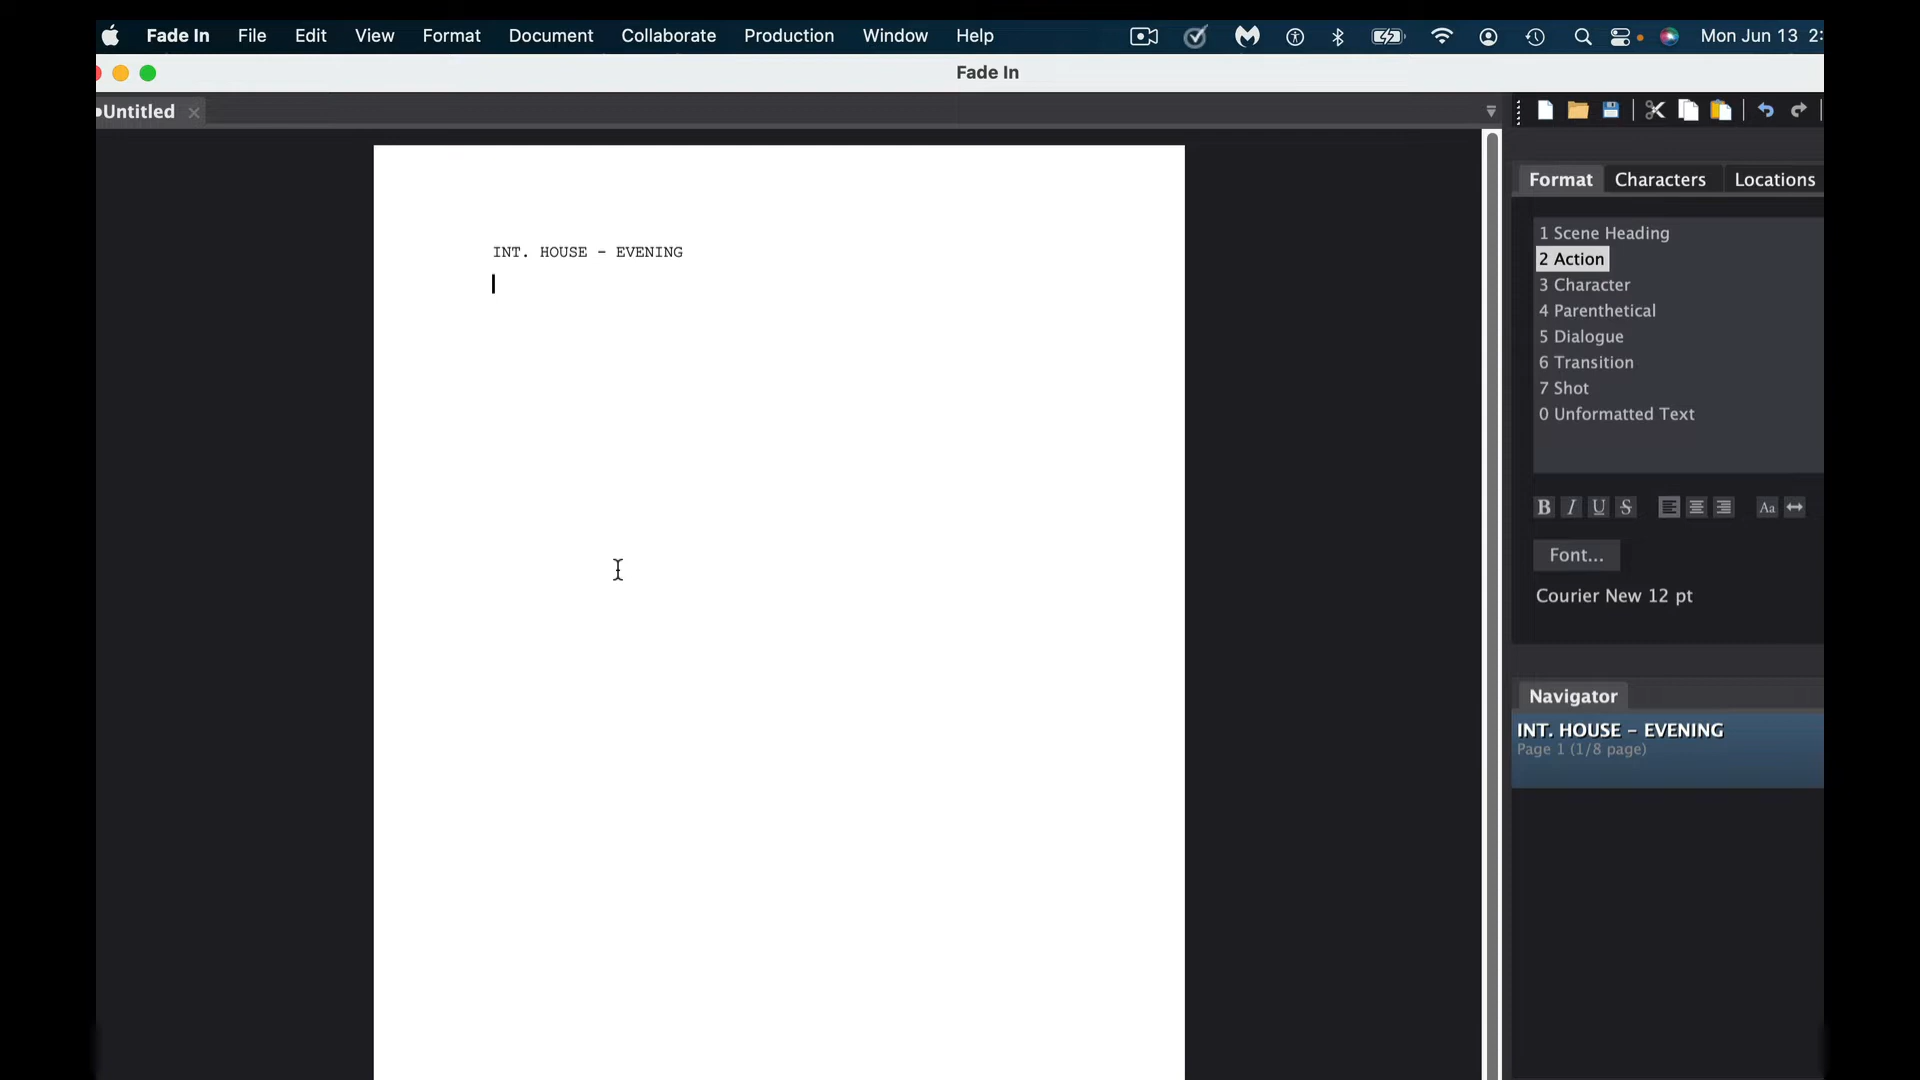 Fade In File Edit View Format Document Collaborate Production Window Help Mon Jun 13 2:
Fade In
•Untitled
Format Characters Locations
INT. HOUSE - EVENING
1 Scene Heading
2 Action
3 Character
4 Parenthetical
5 Dialogue
6 Transition
7 Shot
0 Unformatted Text
B I U S Aa
Font...
Courier New 12 pt
Navigator
INT. HOUSE - EVENING
Page 1 (1/8 page)